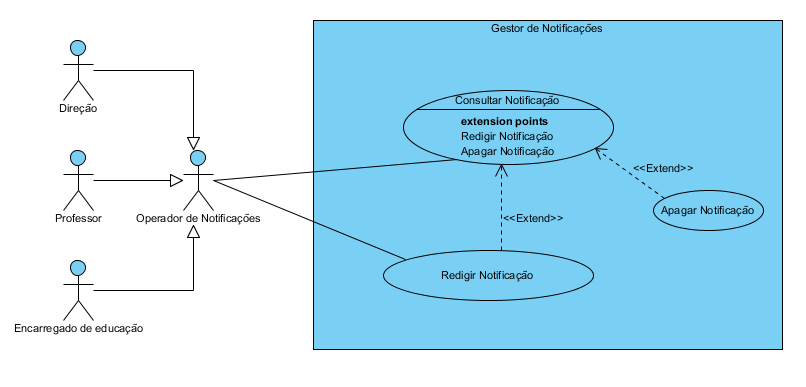 Gestor de Notificações
Direção
Consultar Notificação
extension points
Redigir Notificação
Apagar Notificação
<<Extend>>
Professor
Operador de Notificações
Apagar Notificação
<<Extend>>
Redigir Notificação
Encarregado de educação